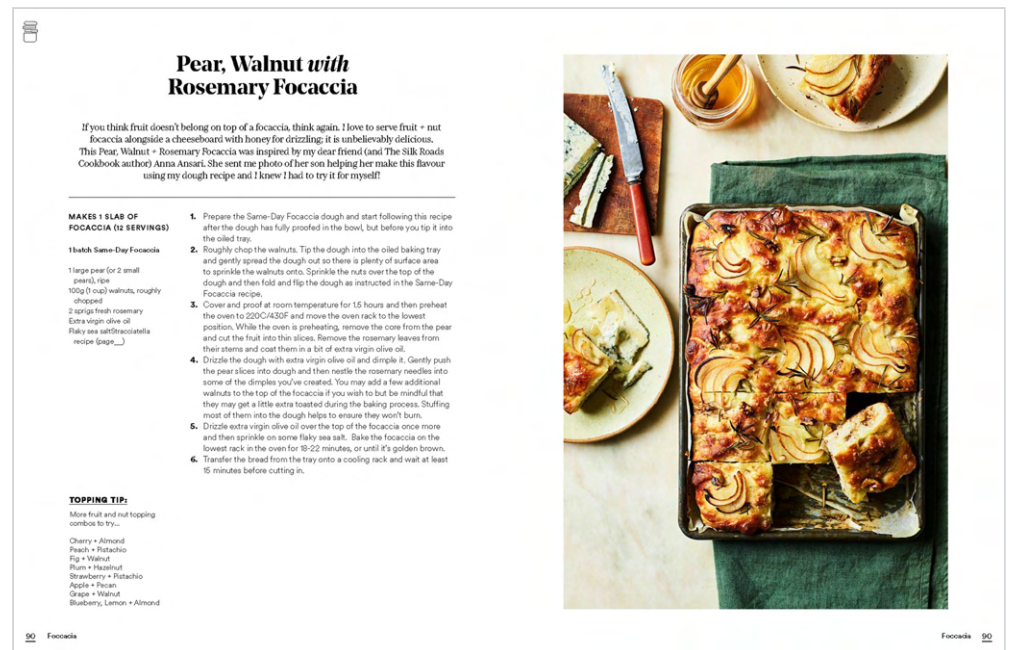 Pear, Walnut with
Rosemary Focaccia
If you think fruit doesn't belong on top of a focaccia, think again. I love to serve fruit + nut
focaccia alongside a cheeseboard with honey for drizzling; it is unbelievably delicious.
This Pear, Walnut + Rosemary Focaccia was inspired by my dear friend (and The Silk Roads
Cookbook author) Anna Ansari. She sent me photo of her son helping her make this flavour
using my dough recipe and I knew I had to try it for myself!
MAKES 1 SLAB OF
FOCACCIA (12 SERVINGS)
1 batch Same-Day Focaccia
1 large pear (or 2 small
pears), ripe
100g (1 cup) walnuts, roughly
chopped
2 sprigs fresh rosemary
Extra virgin olive oil
Flaky sea saltStracciatella
recipe (page__)
1. Prepare the Same-Day Focaccia dough and start following this recipe
after the dough has fully proofed in the bowl, but before you tip it into
the oiled tray.
2. Roughly chop the walnuts. Tip the dough into the oiled baking tray
and gently spread the dough out so there is plenty of surface area
to sprinkle the walnuts onto. Sprinkle the nuts over the top of the
dough and then fold and flip the dough as instructed in the Same-Day
Focaccia recipe.
3. Cover and proof at room temperature for 1.5 hours and then preheat
the oven to 220C/430F and move the oven rack to the lowest
position. While the oven is preheating, remove the core from the pear
and cut the fruit into thin slices. Remove the rosemary leaves from
their stems and coat them in a bit of extra virgin olive oil.
4. Drizzle the dough with extra virgin olive oil and dimple it. Gently push
the pear slices into dough and then nestle the rosemary needles into
some of the dimples you've created. You may add a few additional
walnuts to the top of the focaccia if you wish to but be mindful that
they may get a little extra toasted during the baking process. Stuffing
most of them into the dough helps to ensure they won't burn.
5. Drizzle extra virgin olive oil over the top of the focaccia once more
and then sprinkle on some flaky sea salt. Bake the focaccia on the
lowest rack in the oven for 18-22 minutes, or until it's golden brown.
6. Transfer the bread from the tray onto a cooling rack and wait at least
15 minutes before cutting in.
TOPPING TIP:
More fruit and nut topping
combos to try...
Cherry + Almond
Peach + Pistachio
Fig + Walnut
Plum + Hazelnut
Strawberry + Pistachio
Apple + Pecan
Grape + Walnut
Blueberry, Lemon + Almond
90 Foccacia
Foccacia 90